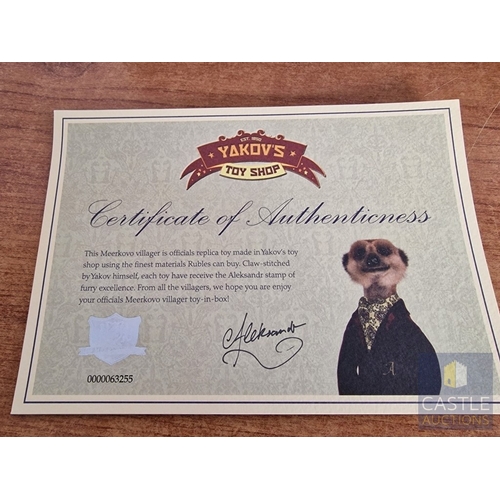 EST. 1850
YAKOV'S
TOY SHOP
Certificate of Authenticness
This Meerkovo villager is officials replica toy made in Yakov's toy
shop using the finest materials Rubles can buy. Claw-stitched
by Yakov himself, each toy have receive the Aleksandr stamp of
furry excellence. From all the villagers, we hope you are enjoy
your officials Meerkovo villager toy-in-box!
Aleksandr
0000063255
CASTLE
AUCTIONS